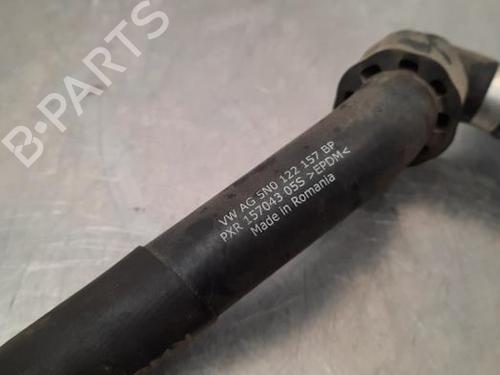 B-PARTS
VW AG 5N0 122 157 BP
PXR 157043 05S >EPDM<
Made in Romania